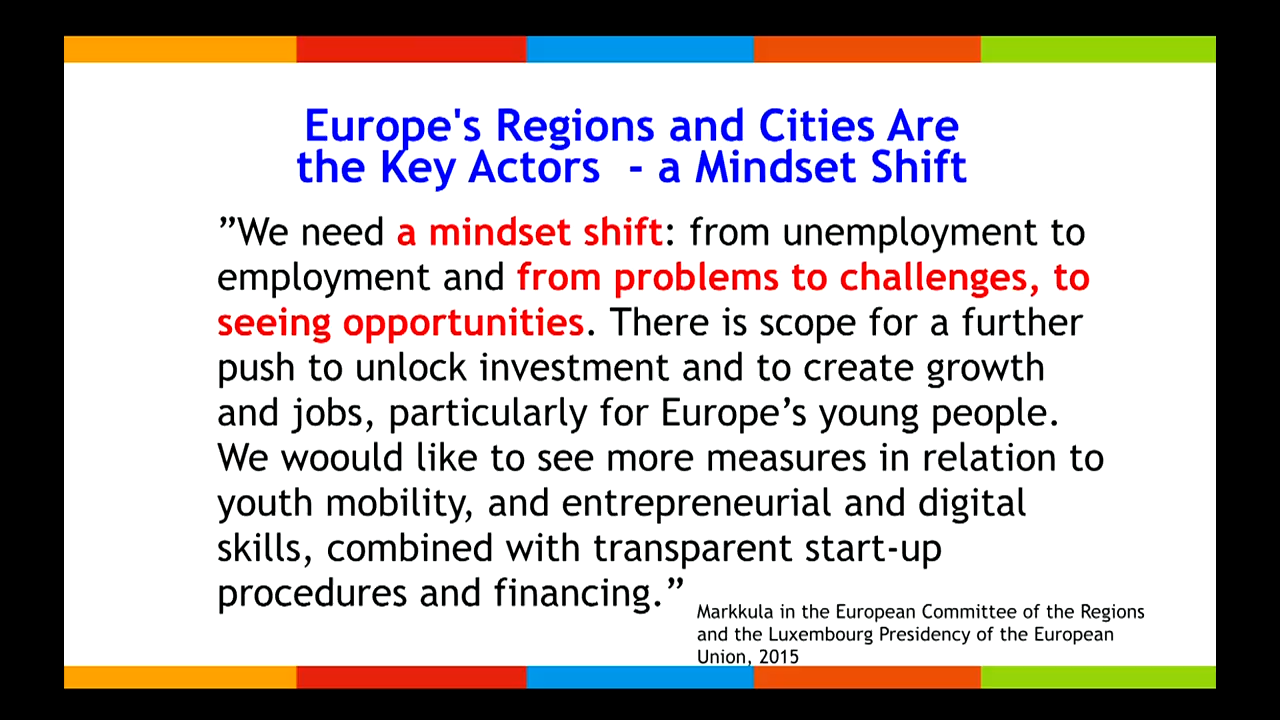 Europe's Regions and Cities Are
the Key Actors - a Mindset Shift
”We need a mindset shift: from unemployment to
employment and from problems to challenges, to
seeing opportunities. There is scope for a further
push to unlock investment and to create growth
and jobs, particularly for Europe’s young people.
We woould like to see more measures in relation to
youth mobility, and entrepreneurial and digital
skills, combined with transparent start-up
procedures and financing.”
Markkula in the European Committee of the Regions
and the Luxembourg Presidency of the European
Union, 2015